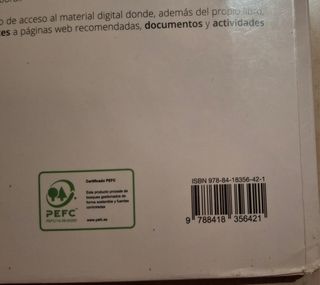 o de acceso al material digital donde, además del propio libro,
tes a páginas web recomendadas, documentos y actividades
Certificado PEFC
Este producto procede de
bosques gestionados de
forma sostenible y fuentes
controladas
www.pefc.es
PEFC
ISBN 978-84-18356-42-1
9 788418 356421